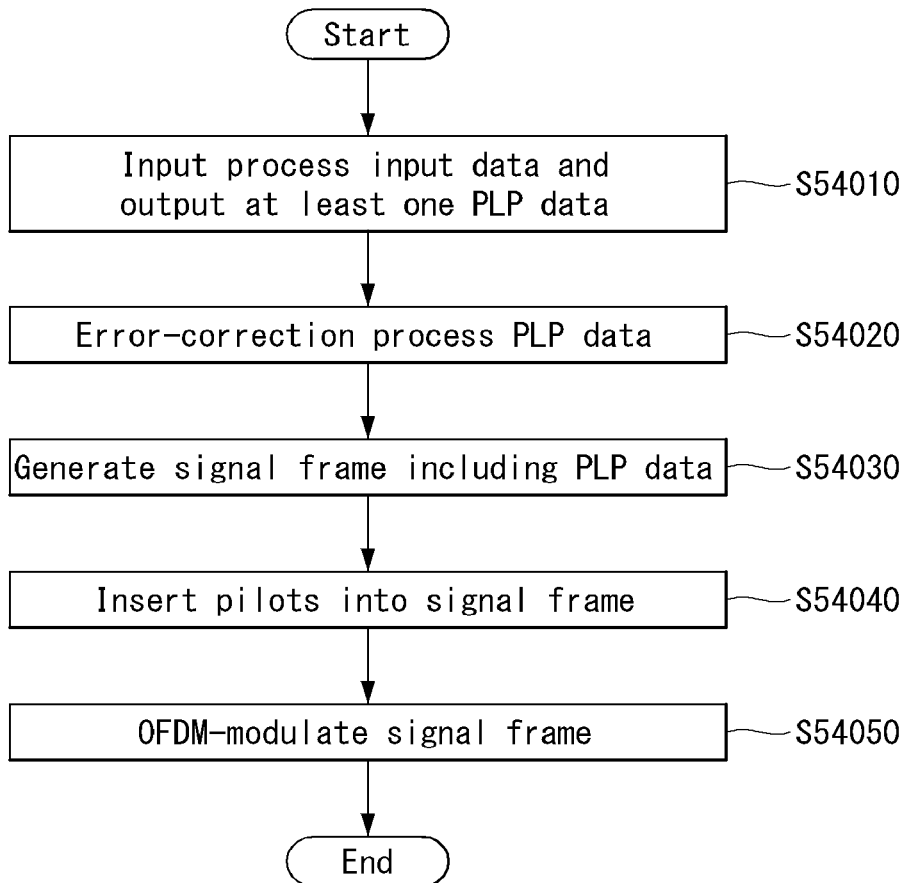 Start
Input process input data and
output at least one PLP data
S54010
Error-correction process PLP data
S54020
Generate signal frame including PLP data
S54030
Insert pilots into signal frame
S54040
OFDM-modulate signal frame
S54050
End